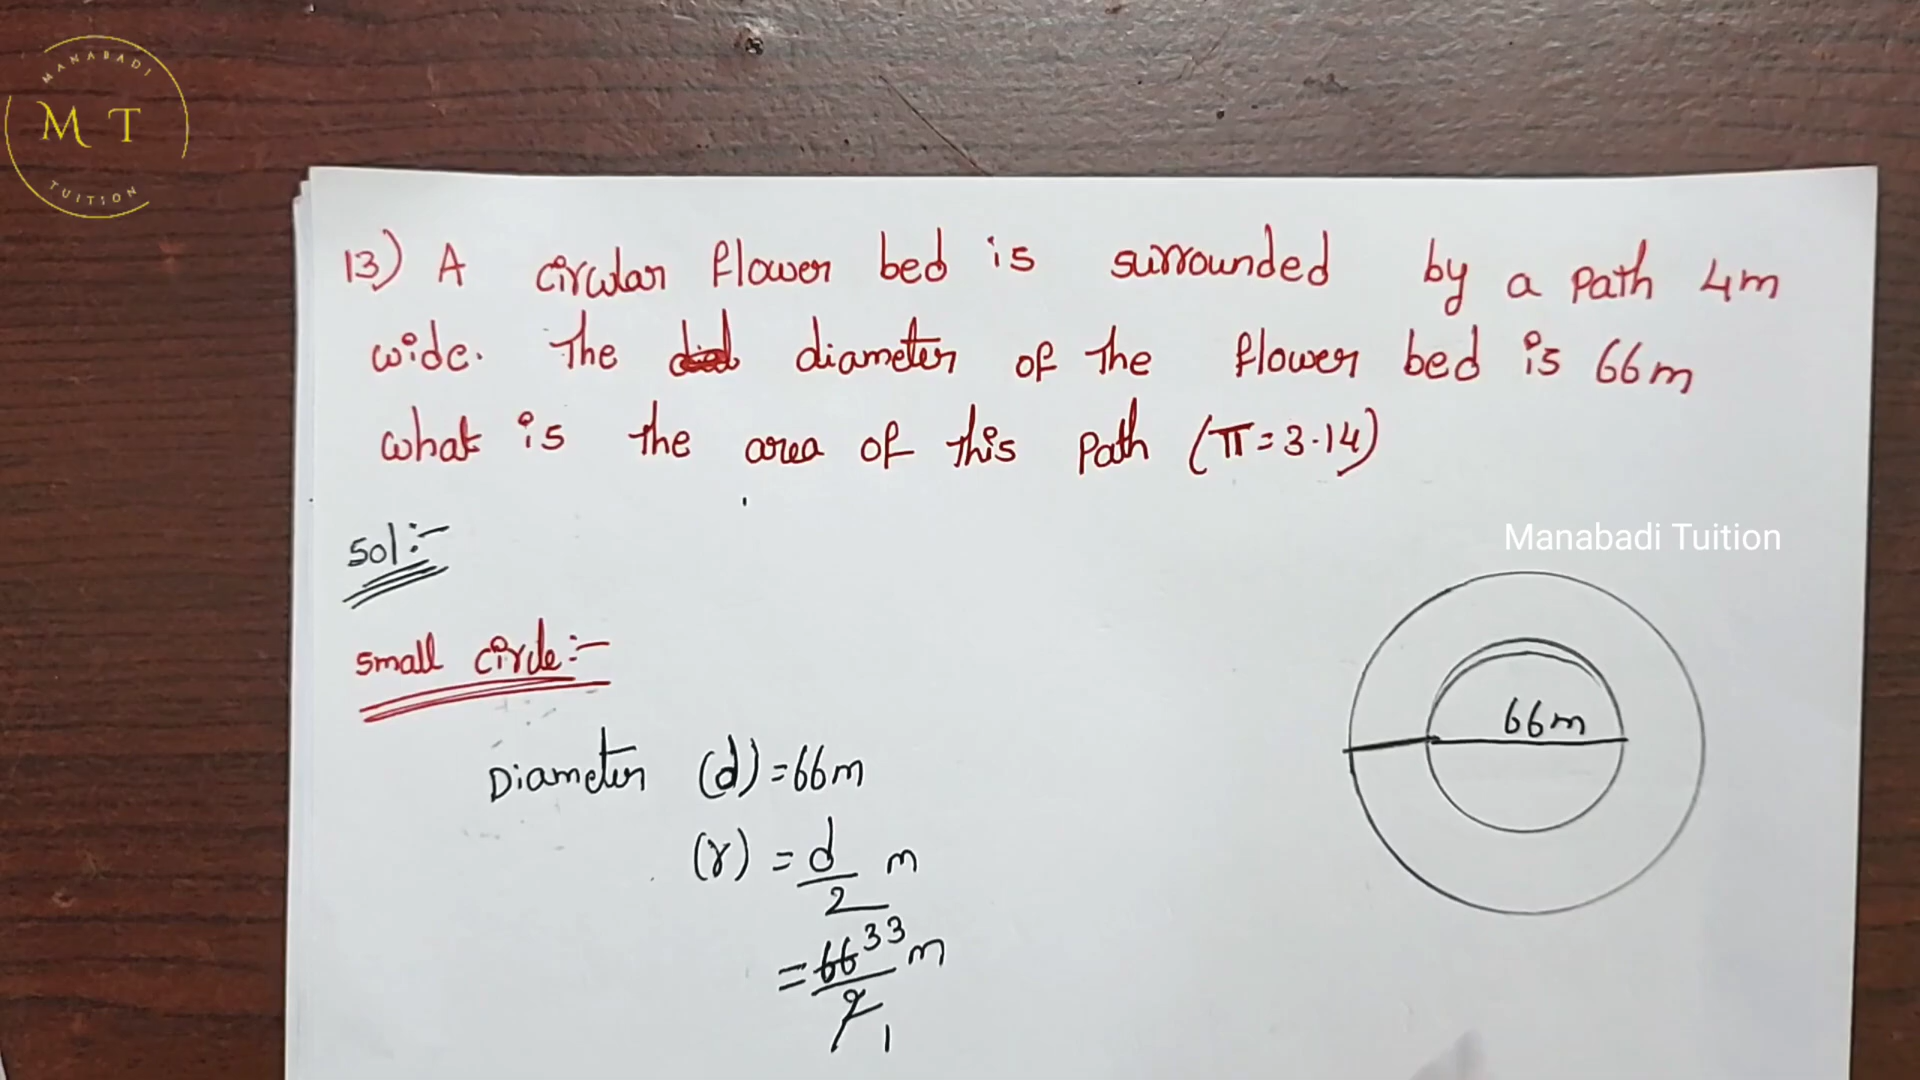 MANABADI
M T
TUITION
13) A circular flower bed is surrounded by a path 4m
wide. The diameter of the flower bed is 66m
what is the area of this path (π=3.14)
Sol:-
Manabadi Tuition
small circle:-
66m
Diameter (d)=66m
(r) = d/2 m
= 66 33/2 1 m